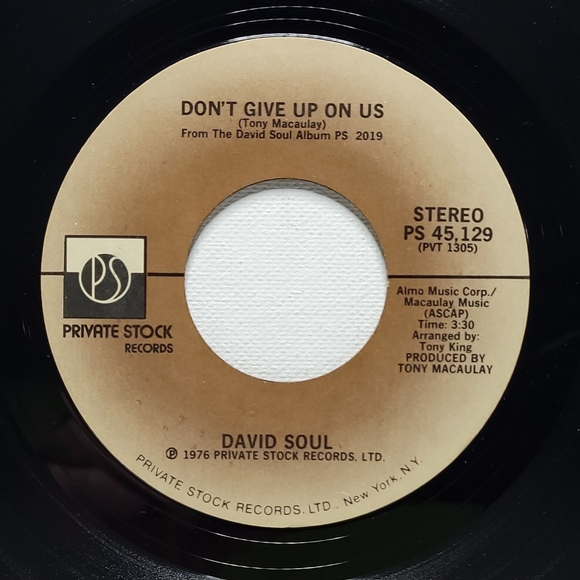 DON'T GIVE UP ON US
(Tony Macaulay)
From The David Soul Album PS 2019
STEREO
PS 45,129
(PVT 1305)
PS
PRIVATE STOCK
RECORDS
Almo Music Corp./
Macaulay Music
(ASCAP)
Time: 3:30
Arranged by:
Tony King
PRODUCED BY
TONY MACAULAY
DAVID SOUL
℗ 1976 PRIVATE STOCK RECORDS, LTD.
PRIVATE STOCK RECORDS, LTD., New York, N.Y.